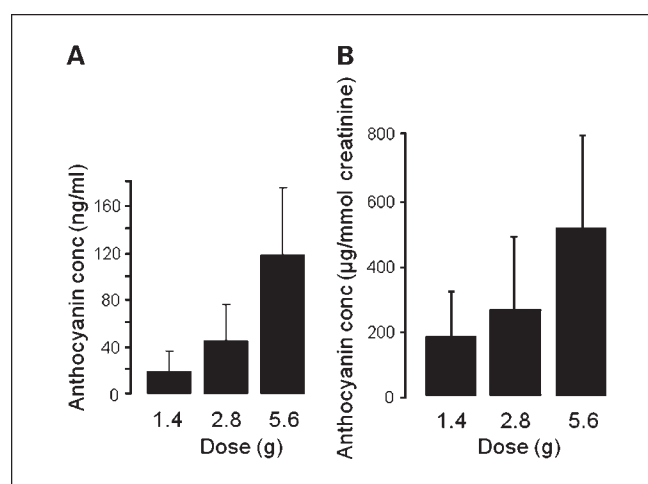 A
Anthocyanin conc (ng/ml)
160
120
80
40
0
1.4 2.8 5.6
Dose (g)
B
Anthocyanin conc (µg/mmol creatinine)
800
600
400
200
0
1.4 2.8 5.6
Dose (g)